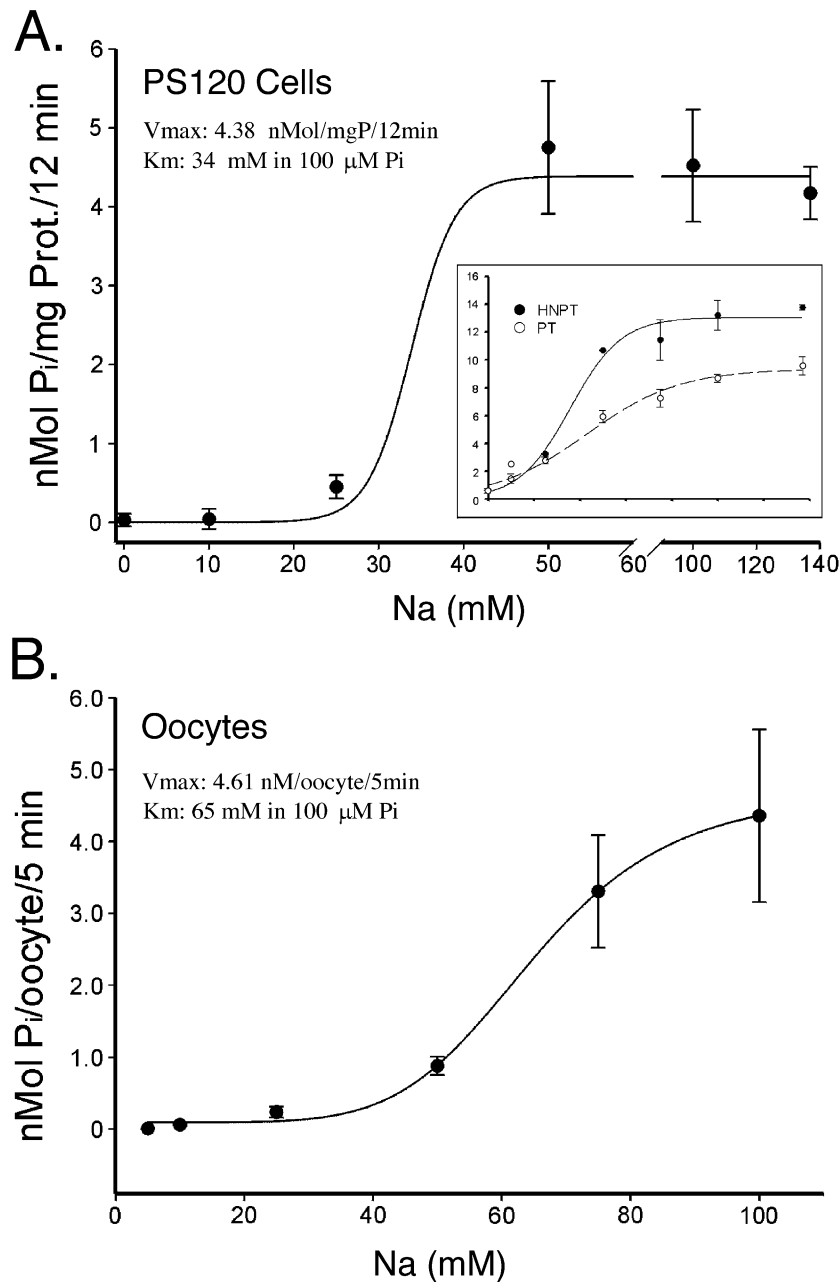 A.
PS120 Cells
Vmax: 4.38 nMol/mgP/12min
Km: 34 mM in 100 μM Pi
nMol Pi/mg Prot./12 min
6
5
4
3
2
1
0
0 10 20 30 40 50 60 100 120 140
Na (mM)
HNPT
PT
16
14
12
10
8
6
4
2
0
B.
Oocytes
Vmax: 4.61 nM/oocyte/5min
Km: 65 mM in 100 μM Pi
nMol Pi/oocyte/5 min
6.0
5.0
4.0
3.0
2.0
1.0
0
0 20 40 60 80 100
Na (mM)